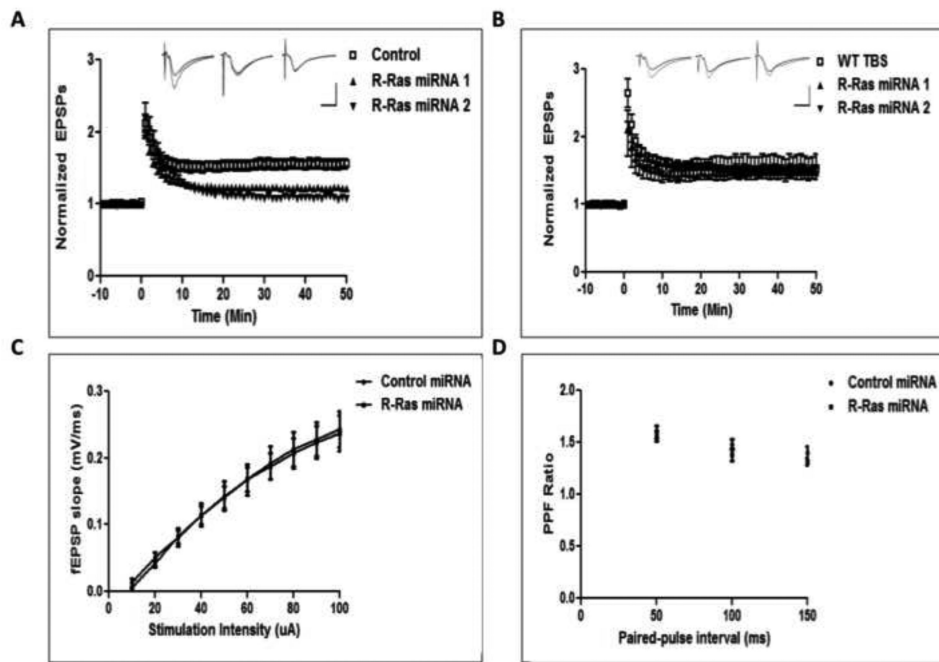 A
Control
R-Ras miRNA 1
R-Ras miRNA 2
Normalized EPSPs
3
2
1
0
-10 0 10 20 30 40 50
Time (Min)
B
WT TBS
R-Ras miRNA 1
R-Ras miRNA 2
Normalized EPSPs
3
2
1
0
-10 0 10 20 30 40 50
Time (Min)
C
Control miRNA
R-Ras miRNA
fEPSP slope (mV/ms)
0.3
0.2
0.1
0.0
0 20 40 60 80 100
Stimulation Intensity (uA)
D
Control miRNA
R-Ras miRNA
PPF Ratio
2.0
1.5
1.0
0.5
0.0
0 50 100 150
Paired-pulse interval (ms)